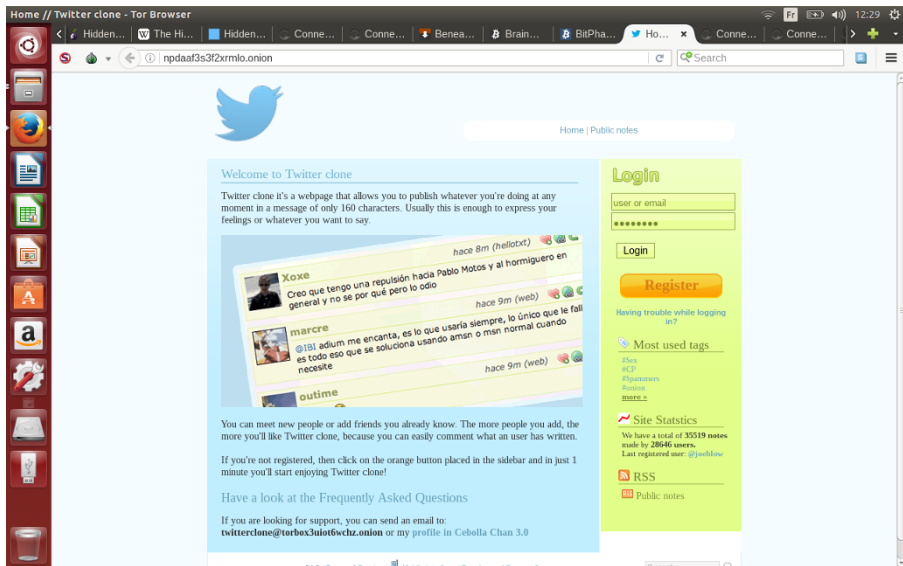 Home // Twitter clone - Tor Browser
Fr
12:29
Hidden...
The Hi...
Hidden...
Conne...
Conne...
Benea...
Brain...
BitPha...
Ho...
Conne...
Conne...
npdaaf3s3f2xrmlo.onion
Search
Home | Public notes
Welcome to Twitter clone
Twitter clone it's a webpage that allows you to publish whatever you're doing at any
moment in a message of only 160 characters. Usually this is enough to express your
feelings or whatever you want to say.
hace 8m (hellotxt)
Xoxe
Creo que tengo una repulsión hacia Pablo Motos y al hormiguero en
general y no se por qué pero lo odio
hace 9m (web)
marcre
@IBI adium me encanta, es lo que usaría siempre, lo único que le fall
es todo eso que se soluciona usando amsn o msn normal cuando
necesite
hace 9m (web)
outime
You can meet new people or add friends you already know. The more people you add, the
more you'll like Twitter clone, because you can easily comment what an user has written.
If you're not registered, then click on the orange button placed in the sidebar and in just 1
minute you'll start enjoying Twitter clone!
Have a look at the Frequently Asked Questions
If you are looking for support, you can send an email to:
twitterclone@torbox3uiot6wchz.onion or my profile in Cebolla Chan 3.0
Login
user or email
Login
Register
Having trouble while logging
in?
Most used tags
#Sex
#CP
#Spammers
#onion
more »
Site Statstics
We have a total of 35519 notes
made by 28646 users.
Last registered user: @joeblow
RSS
Public notes